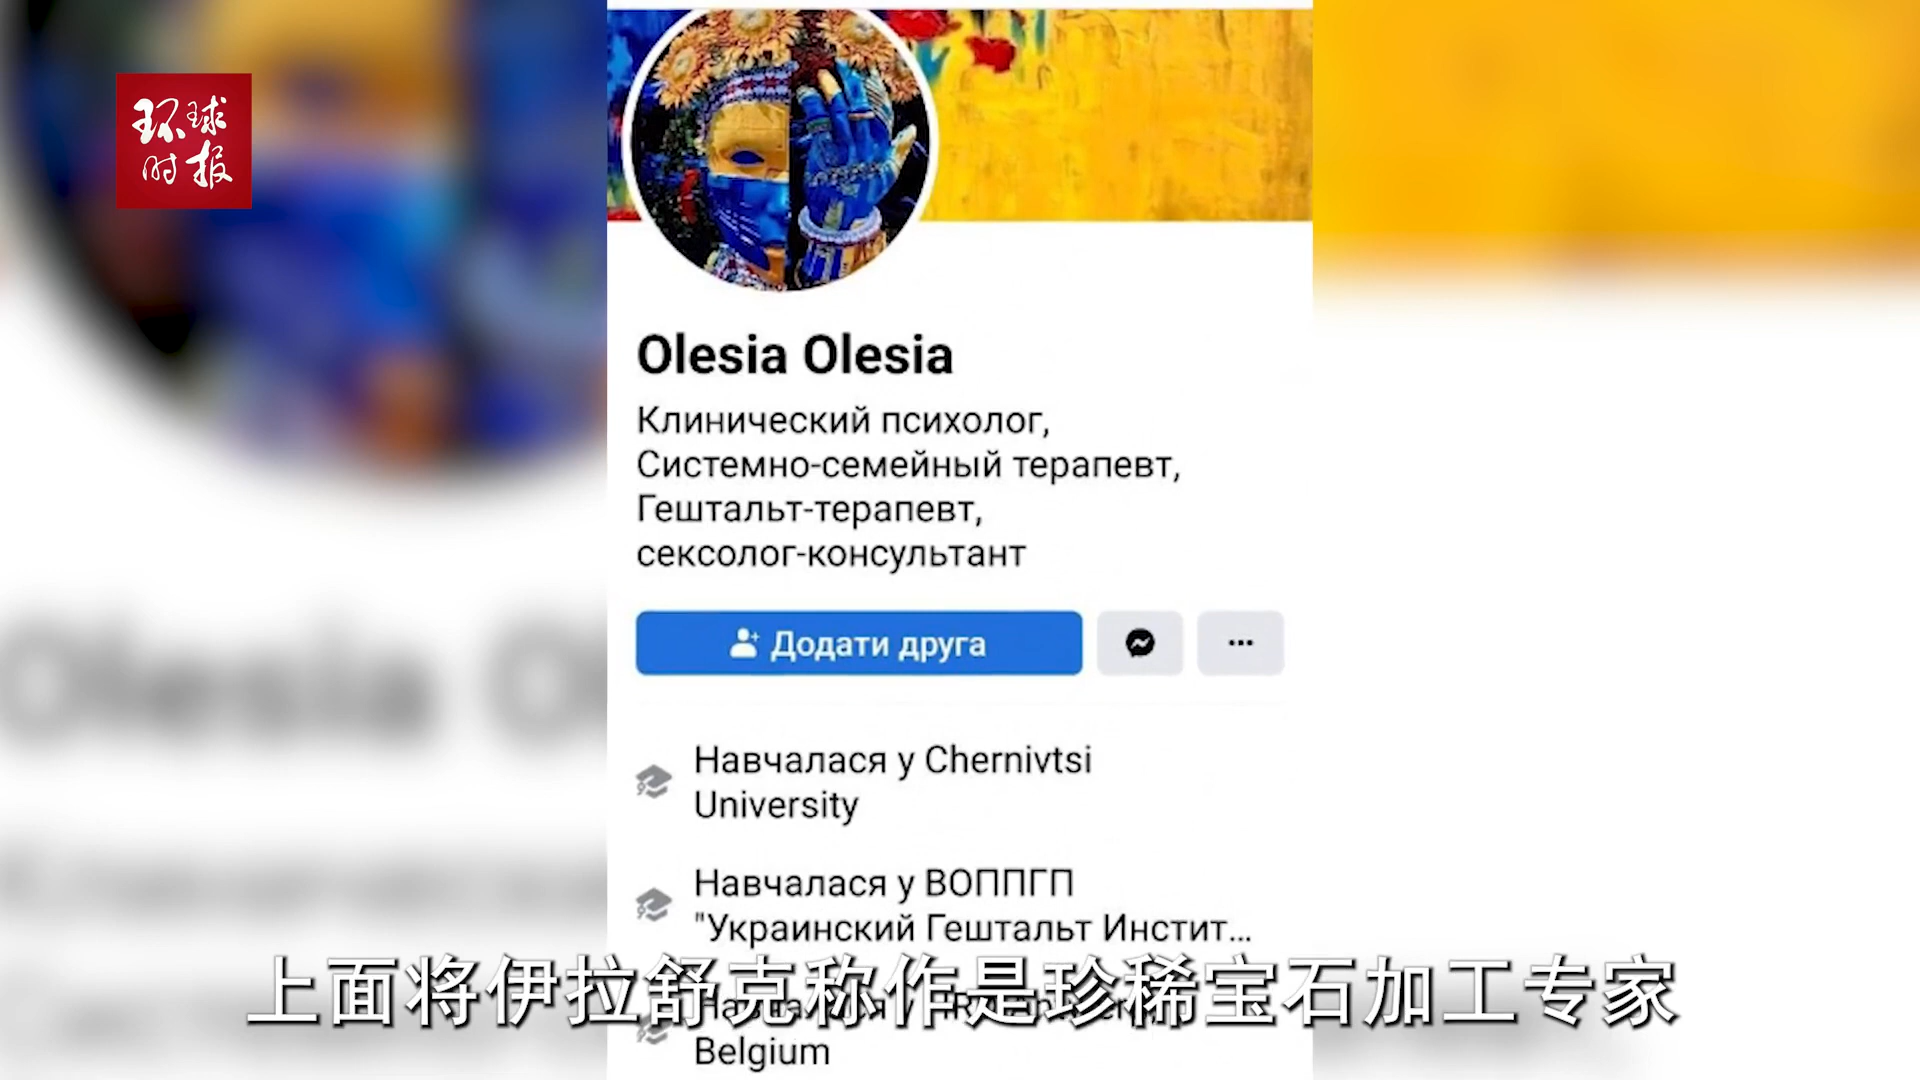 环球
时报
Olesia Olesia
Клинический психолог,
Системно-семейный терапевт,
Гештальт-терапевт,
сексолог-консультант
Додати друга
Навчалася у Chernivtsi
University
Навчалася у ВОППГП
"Украинский Гештальт Инстит...
上面将伊拉舒克称作是珍稀宝石加工专家
Belgium